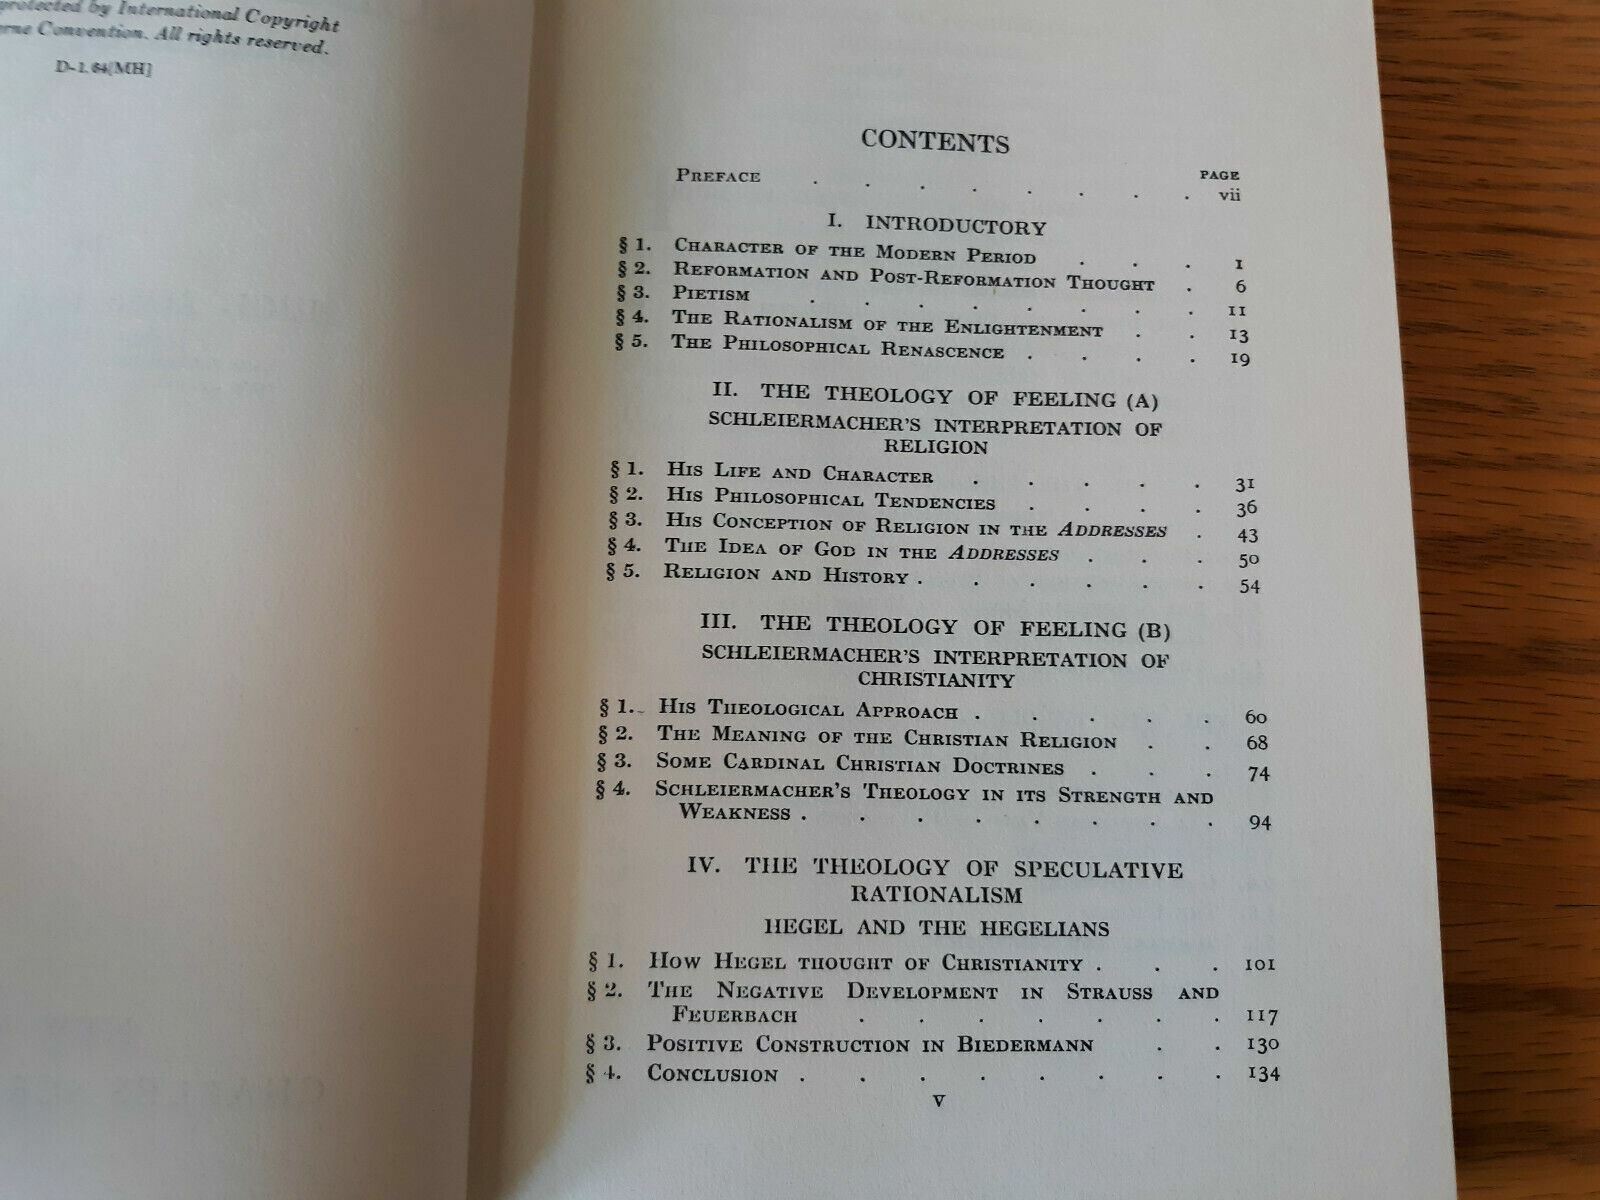 protected by International Copyright
Convention. All rights reserved.
D-1.64[MH]
CONTENTS
PAGE
PREFACE . . . . . . . . vii
I. INTRODUCTORY
§ 1. CHARACTER OF THE MODERN PERIOD . . . 1
§ 2. REFORMATION AND POST-REFORMATION THOUGHT . 6
§ 3. PIETISM . . . . . . . . 11
§ 4. THE RATIONALISM OF THE ENLIGHTENMENT . . 13
§ 5. THE PHILOSOPHICAL RENASCENCE . . . . 19
II. THE THEOLOGY OF FEELING (A)
SCHLEIERMACHER'S INTERPRETATION OF
RELIGION
§ 1. HIS LIFE AND CHARACTER . . . . . 31
§ 2. HIS PHILOSOPHICAL TENDENCIES . . . . 36
§ 3. HIS CONCEPTION OF RELIGION IN THE ADDRESSES . 43
§ 4. THE IDEA OF GOD IN THE ADDRESSES . . . 50
§ 5. RELIGION AND HISTORY . . . . . . 54
III. THE THEOLOGY OF FEELING (B)
SCHLEIERMACHER'S INTERPRETATION OF
CHRISTIANITY
§ 1. HIS THEOLOGICAL APPROACH . . . . . 60
§ 2. THE MEANING OF THE CHRISTIAN RELIGION . . 68
§ 3. SOME CARDINAL CHRISTIAN DOCTRINES . . . 74
§ 4. SCHLEIERMACHER'S THEOLOGY IN ITS STRENGTH AND
WEAKNESS . . . . . . . . 94
IV. THE THEOLOGY OF SPECULATIVE
RATIONALISM
HEGEL AND THE HEGELIANS
§ 1. HOW HEGEL THOUGHT OF CHRISTIANITY . . . 101
§ 2. THE NEGATIVE DEVELOPMENT IN STRAUSS AND
FEUERBACH . . . . . . . 117
§ 3. POSITIVE CONSTRUCTION IN BIEDERMANN . . 130
§ 4. CONCLUSION . . . . . . . . 134
v